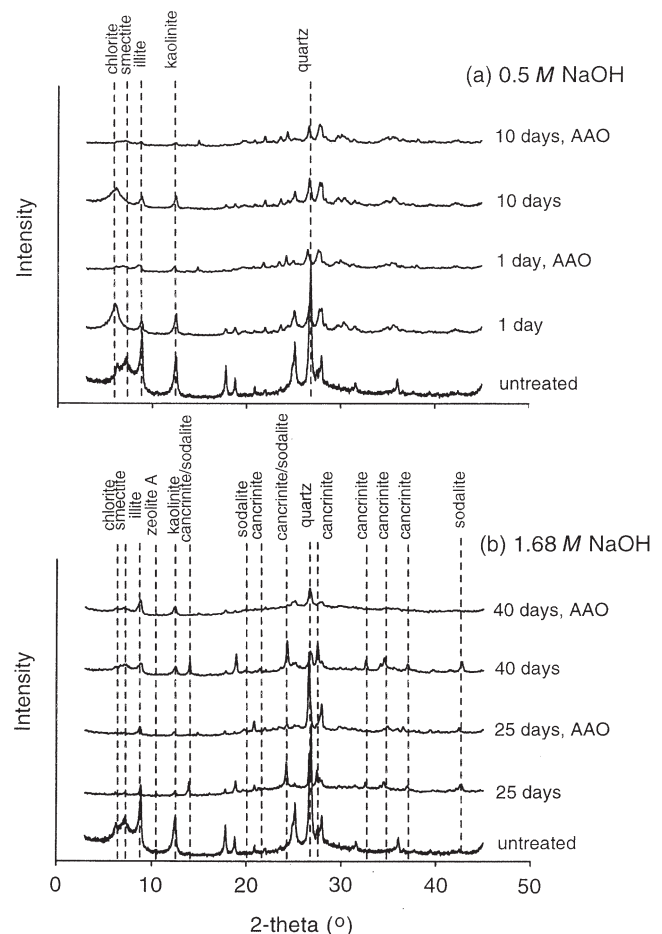 chlorite
smectite
illite
kaolinite
quartz
(a) 0.5 M NaOH
10 days, AAO
10 days
1 day, AAO
1 day
untreated
Intensity
chlorite
smectite
illite
zeolite A
kaolinite
cancrinite/sodalite
sodalite
cancrinite
cancrinite/sodalite
quartz
cancrinite
cancrinite
cancrinite
cancrinite
sodalite
(b) 1.68 M NaOH
40 days, AAO
40 days
25 days, AAO
25 days
untreated
Intensity
0 10 20 30 40 50
2-theta (º)